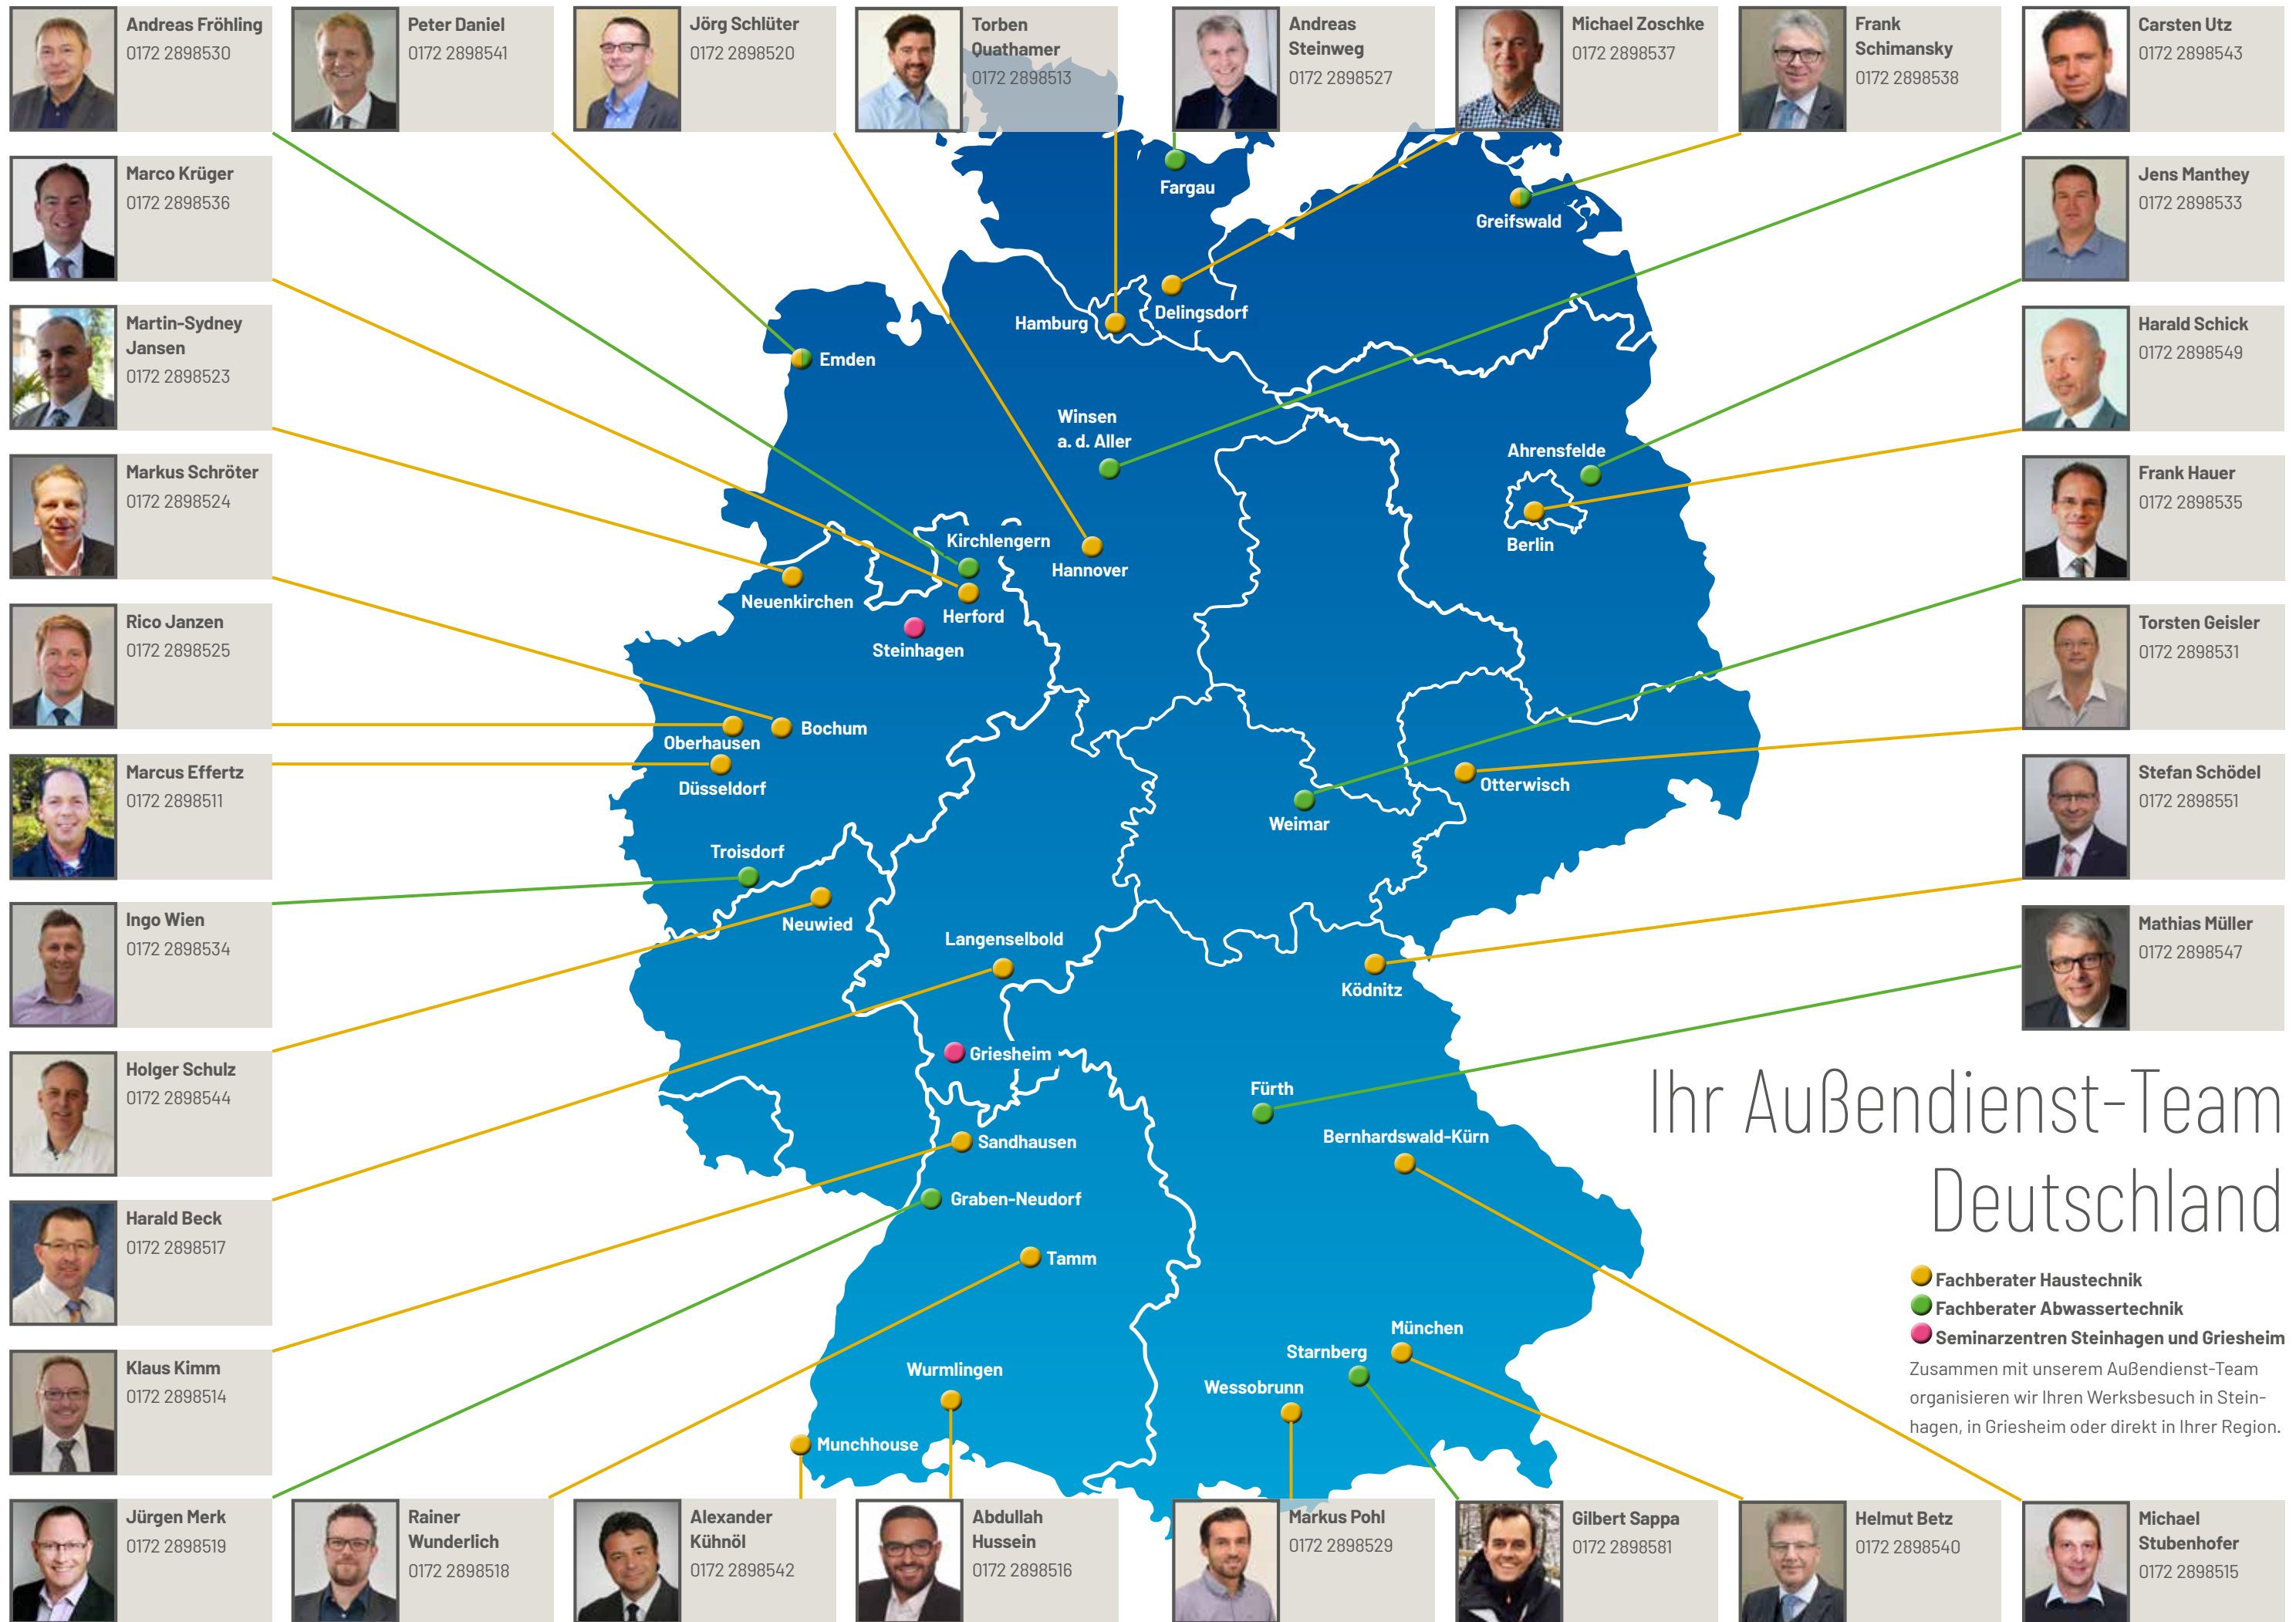 Andreas Fröhling
0172 2898530
Peter Daniel
0172 2898541
Jörg Schlüter
0172 2898520
Torben
Quathamer
0172 2898513
Andreas
Steinweg
0172 2898527
Michael Zoschke
0172 2898537
Frank
Schimansky
0172 2898538
Carsten Utz
0172 2898543
Marco Krüger
0172 2898536
Martin-Sydney
Jansen
0172 2898523
Markus Schröter
0172 2898524
Rico Janzen
0172 2898525
Marcus Effertz
0172 2898511
Ingo Wien
0172 2898534
Holger Schulz
0172 2898544
Harald Beck
0172 2898517
Klaus Kimm
0172 2898514
Fargau
Greifswald
Delingsdorf
Hamburg
Emden
Winsen
a. d. Aller
Ahrensfelde
Berlin
Kirchlengern
Hannover
Neuenkirchen
Herford
Steinhagen
Bochum
Oberhausen
Düsseldorf
Otterwisch
Weimar
Troisdorf
Neuwied
Langenselbold
Ködnitz
Griesheim
Fürth
Bernhardswald-Kürn
Sandhausen
Graben-Neudorf
Tamm
München
Starnberg
Wurmlingen
Wessobrunn
Munchhouse
Jens Manthey
0172 2898533
Harald Schick
0172 2898549
Frank Hauer
0172 2898535
Torsten Geisler
0172 2898531
Stefan Schödel
0172 2898551
Mathias Müller
0172 2898547
Ihr Außendienst-Team
Deutschland
Fachberater Haustechnik
Fachberater Abwassertechnik
Seminarzentren Steinhagen und Griesheim
Zusammen mit unserem Außendienst-Team
organisieren wir Ihren Werksbesuch in Stein-
hagen, in Griesheim oder direkt in Ihrer Region.
Jürgen Merk
0172 2898519
Rainer
Wunderlich
0172 2898518
Alexander
Kühnöl
0172 2898542
Abdullah
Hussein
0172 2898516
Markus Pohl
0172 2898529
Gilbert Sappa
0172 2898581
Helmut Betz
0172 2898540
Michael
Stubenhofer
0172 2898515